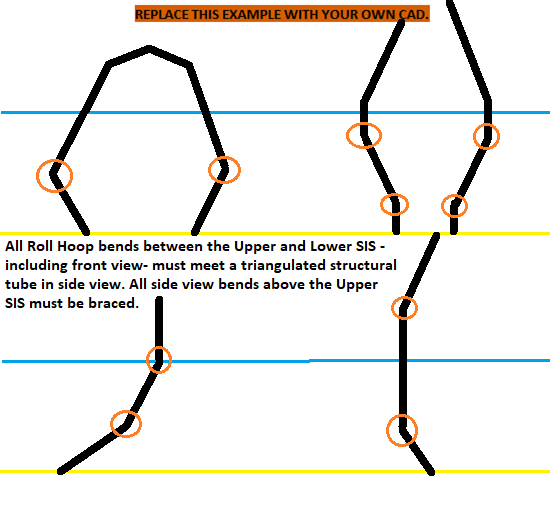 REPLACE THIS EXAMPLE WITH YOUR OWN CAD.
All Roll Hoop bends between the Upper and Lower SIS -
including front view- must meet a triangulated structural
tube in side view. All side view bends above the Upper
SIS must be braced.